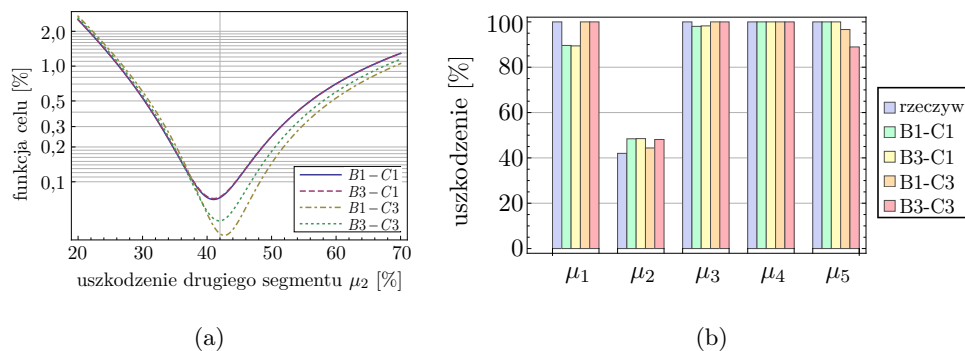 funkcja celu [%]
2,0
1,0
0,5
0,3
0,2
0,1
B1−C1
B3−C1
B1−C3
B3−C3
20 30 40 50 60 70
uszkodzenie drugiego segmentu μ2 [%]
(a)
uszkodzenie [%]
100
80
60
40
20
0
μ1 μ2 μ3 μ4 μ5
rzeczyw
B1-C1
B3-C1
B1-C3
B3-C3
(b)